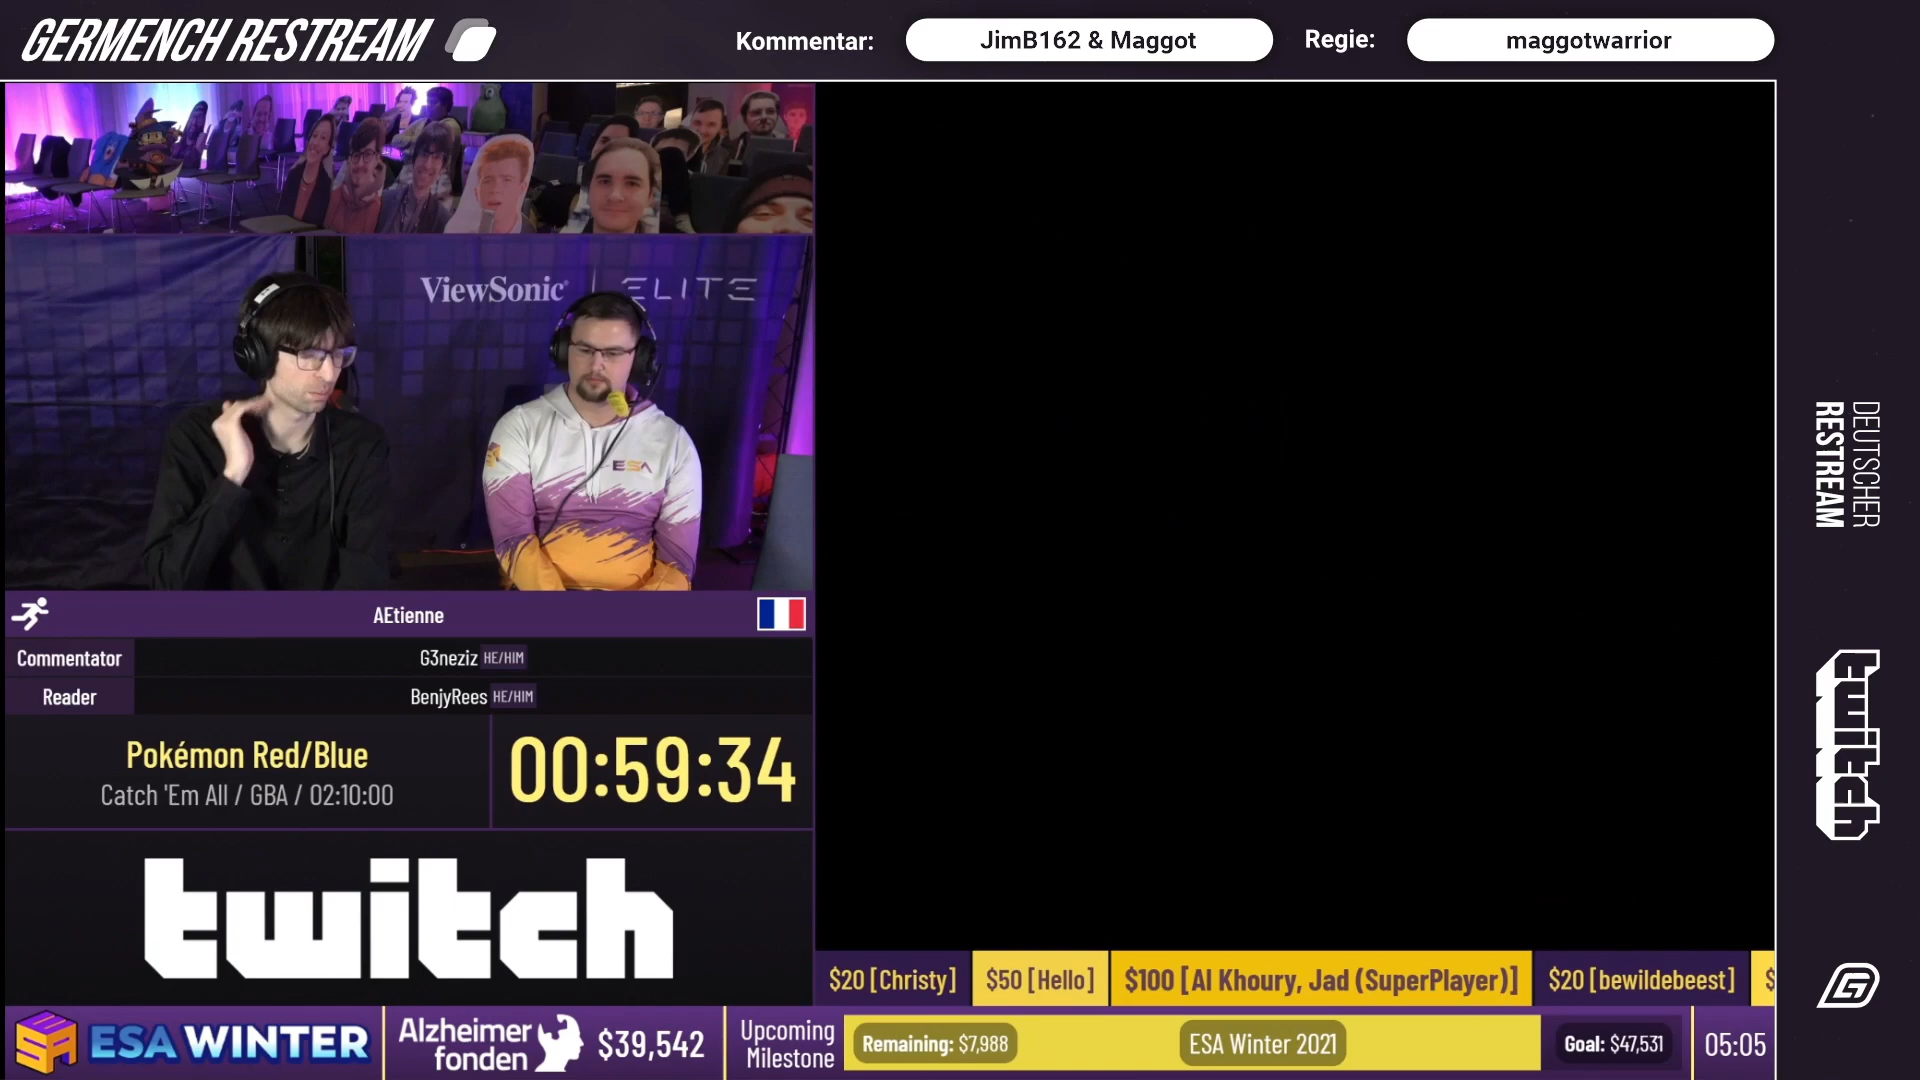 GERMENCH RESTREAM
Kommentar: JimB162 & Maggot Regie: maggotwarrior
ViewSonic ELITE
ESA
AEtienne
Commentator G3neziz HE/HIM
Reader BenjyRees HE/HIM
Pokémon Red/Blue
Catch 'Em All / GBA / 02:10:00
00:59:34
twitch
$20 [Christy] $50 [Hello] $100 [Al Khoury, Jad (SuperPlayer)] $20 [bewildebeest] $
ESA WINTER
Alzheimer
fonden
$39,542
Upcoming
Milestone
Remaining: $7,988 ESA Winter 2021 Goal: $47,531
05:05
DEUTSCHER
RESTREAM
twitch